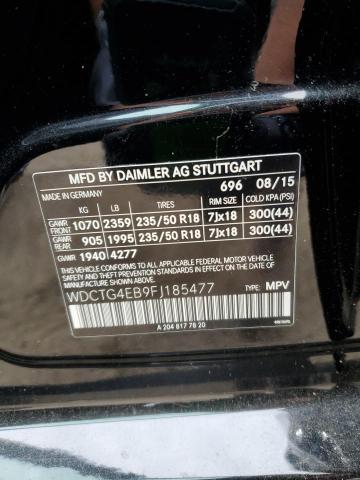 MFD BY DAIMLER AG STUTTGART
MADE IN GERMANY 696 08/15
KG LB TIRES RIM SIZE COLD KPA(PSI)
GAWR FRONT 1070 2359 235/50 R18 7Jx18 300(44)
GAWR REAR 905 1995 235/50 R18 7Jx18 300(44)
GVWR 1940 4277
THIS VEHICLE CONFORMS TO ALL APPLICABLE
FEDERAL MOTOR VEHICLE SAFETY, BUMPER,
AND THEFT PREVENTION STANDARDS IN EFFECT
ON THE DATE OF MANUFACTURE SHOWN ABOVE.
WDCTG4EB9FJ185477 TYPE: MPV
A 204 817 78 20